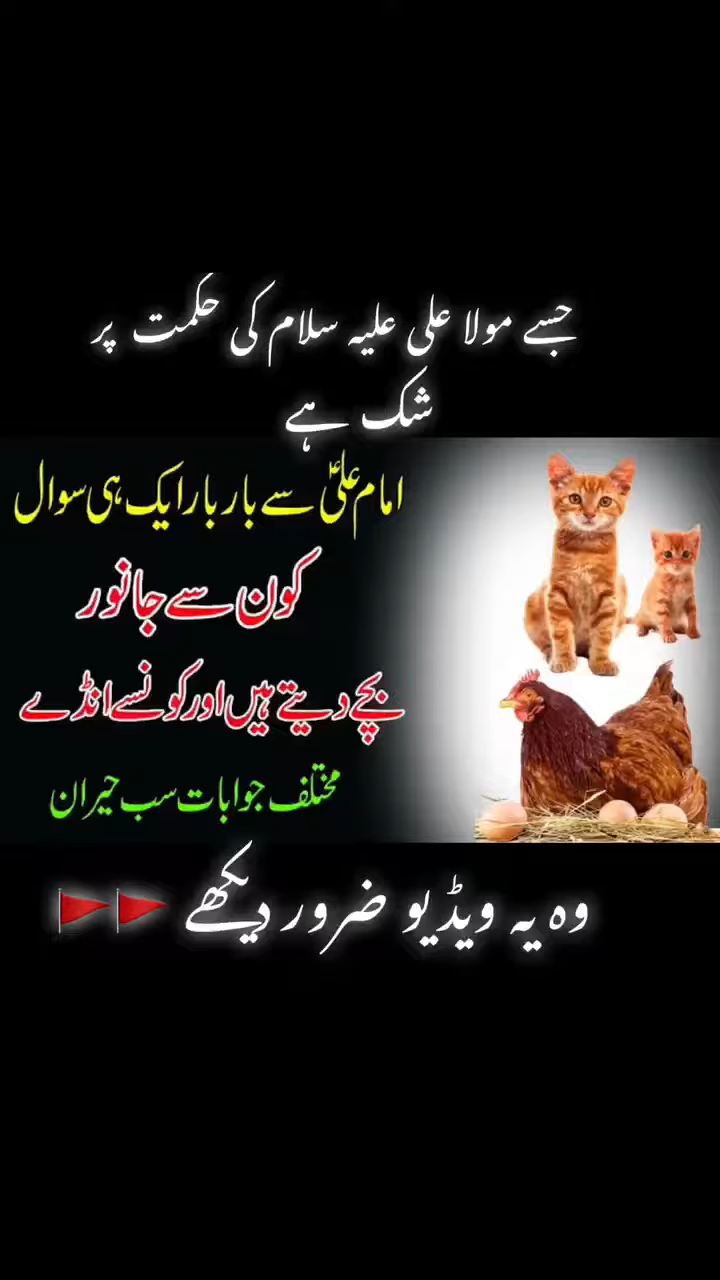 جسے مولا علی علیہ سلام کی حکمت پر
شک ہے
امام علیؑ سے بار بار ایک ہی سوال
کون سے جانور
بچے دیتے ہیں اور کونسے انڈے
مختلف جوابات سب حیران
وہ یہ ویڈیو ضرور دیکھے 🚩🚩